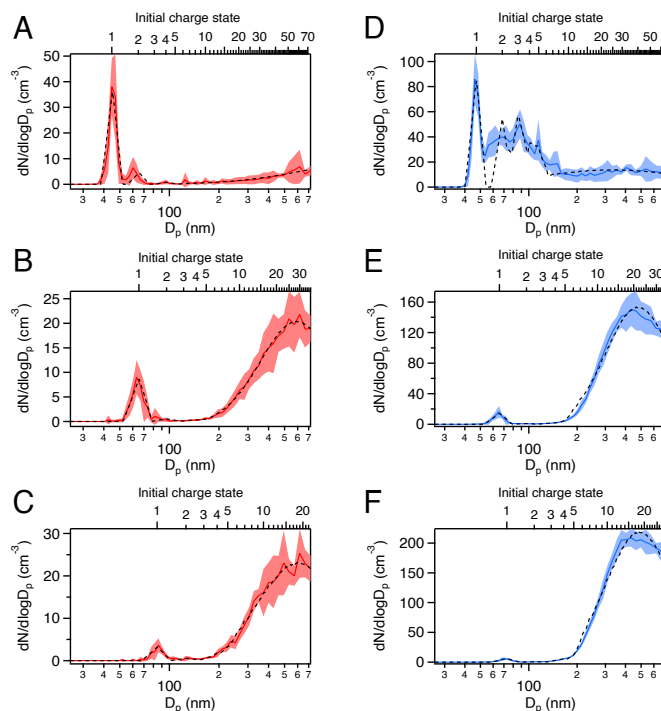 A
Initial charge state
1 2 3 4 5 10 20 30 50 70
dN/dlogDp (cm-3)
50
40
30
20
10
0
3 4 5 6 7 100 2 3 4 5 6 7
Dp (nm)
B
Initial charge state
1 2 3 4 5 10 20 30
dN/dlogDp (cm-3)
25
20
15
10
5
0
3 4 5 6 7 100 2 3 4 5 6 7
Dp (nm)
C
Initial charge state
1 2 3 4 5 10 20
dN/dlogDp (cm-3)
30
20
10
0
3 4 5 6 7 100 2 3 4 5 6 7
Dp (nm)
D
Initial charge state
1 2 3 4 5 10 20 30 50
dN/dlogDp (cm-3)
100
80
60
40
20
0
3 4 5 6 7 8 100 2 3 4 5 6
Dp (nm)
E
Initial charge state
1 2 3 4 5 10 20 30
dN/dlogDp (cm-3)
160
120
80
40
0
4 5 6 7 8 100 2 3 4 5 6
Dp (nm)
F
Initial charge state
1 2 3 4 5 10 20
dN/dlogDp (cm-3)
200
150
100
50
0
4 5 6 7 8 100 2 3 4 5 6
Dp (nm)